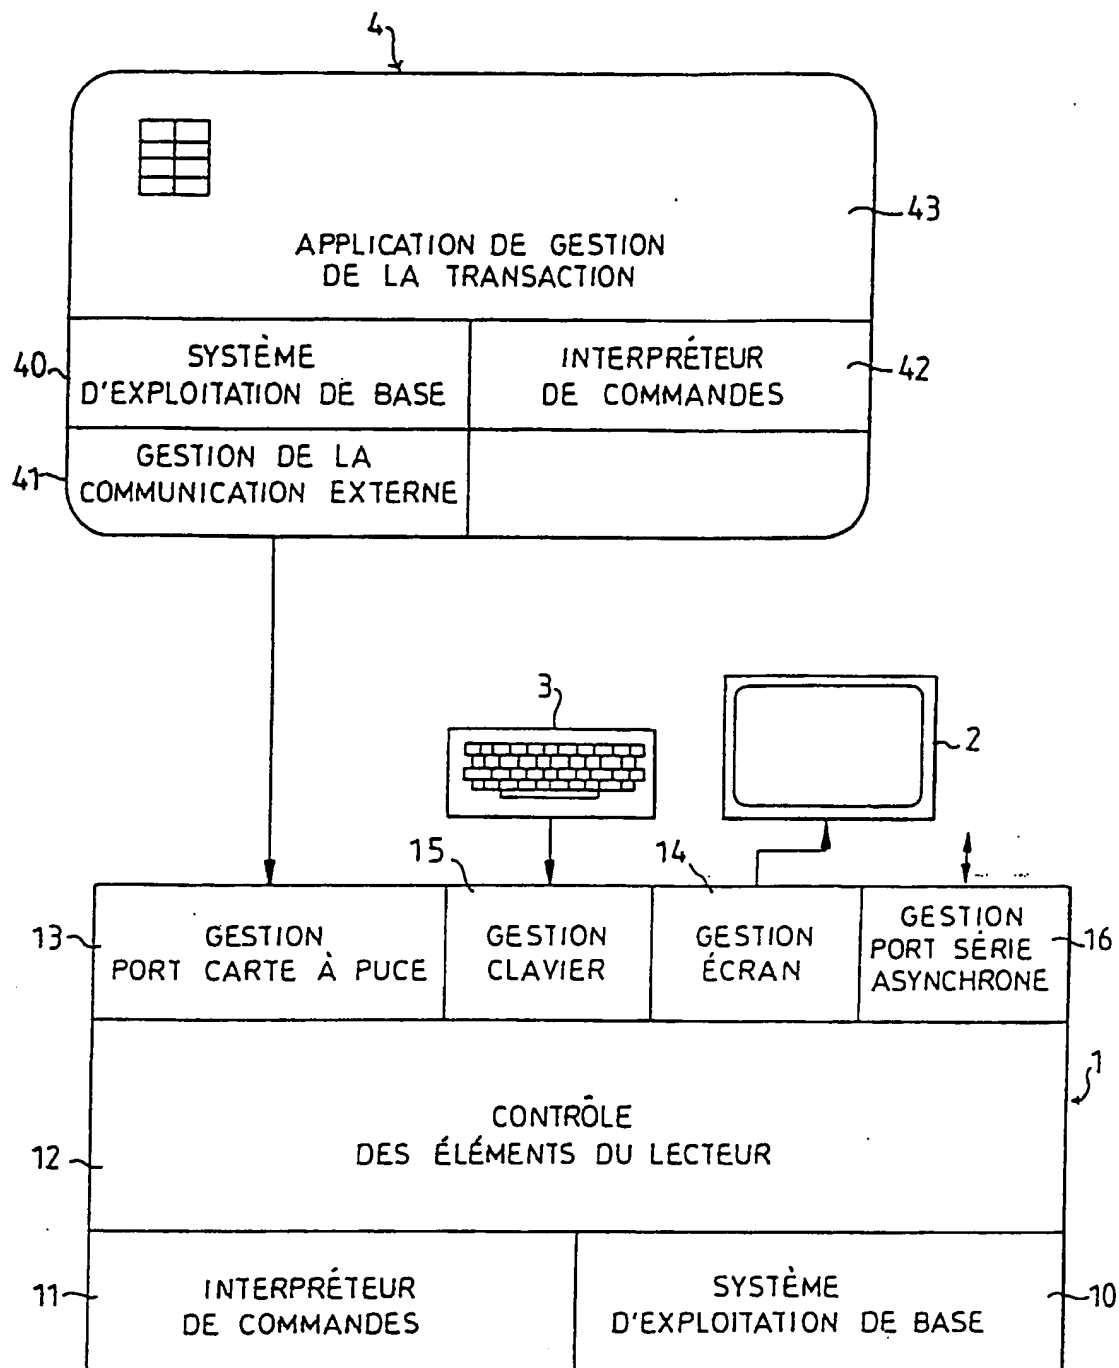 4
43
APPLICATION DE GESTION
DE LA TRANSACTION
40
SYSTÈME
D'EXPLOITATION DE BASE
INTERPRÉTEUR
DE COMMANDES
42
41
GESTION DE LA
COMMUNICATION EXTERNE
3
2
15
14
13
GESTION
PORT CARTE À PUCE
GESTION
CLAVIER
GESTION
ÉCRAN
GESTION
PORT SÉRIE
ASYNCHRONE
16
1
CONTRÔLE
DES ÉLÉMENTS DU LECTEUR
12
11
INTERPRÉTEUR
DE COMMANDES
SYSTÈME
D'EXPLOITATION DE BASE
10